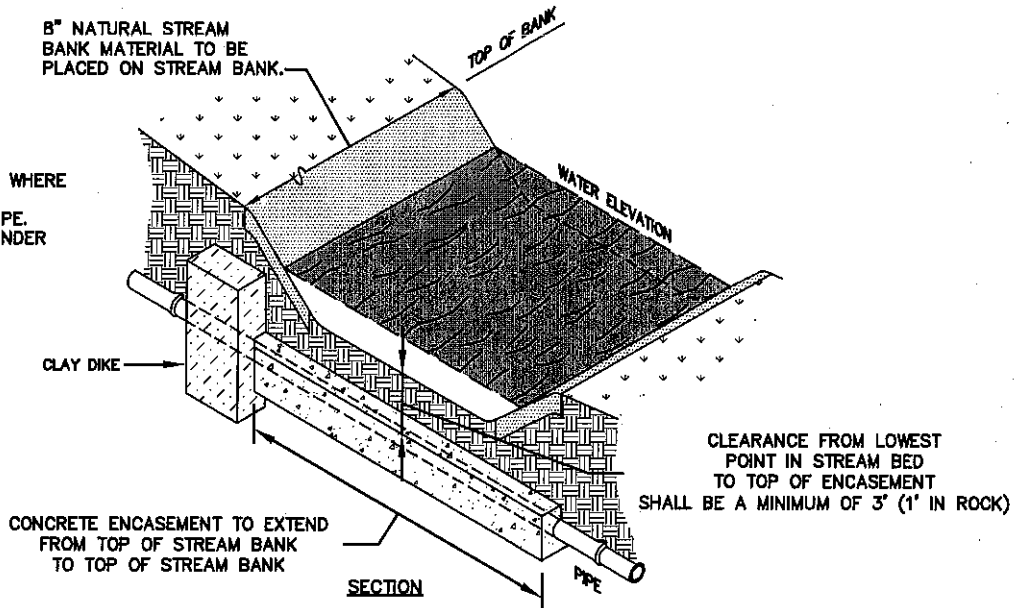 8" NATURAL STREAM
BANK MATERIAL TO BE
PLACED ON STREAM BANK.
TOP OF BANK
WHERE
PE.
NDER
WATER ELEVATION
CLAY DIKE
CLEARANCE FROM LOWEST
POINT IN STREAM BED
TO TOP OF ENCASEMENT
SHALL BE A MINIMUM OF 3' (1' IN ROCK)
CONCRETE ENCASEMENT TO EXTEND
FROM TOP OF STREAM BANK
TO TOP OF STREAM BANK
SECTION
PIPE